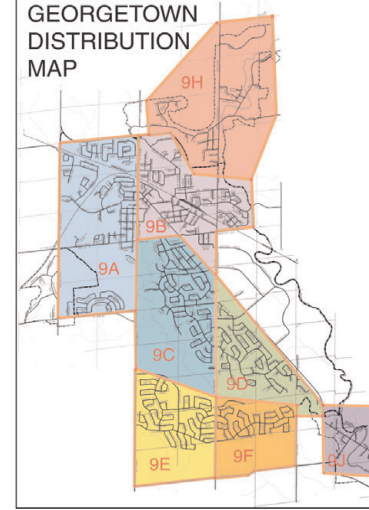 GEORGETOWN
DISTRIBUTION
MAP
9H
9B
9A
9C
9D
9E
9F
9J